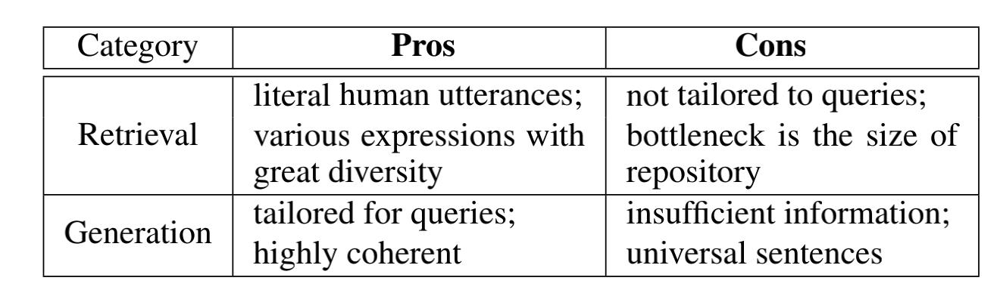 Category Pros Cons
literal human utterances; not tailored to queries;
Retrieval various expressions with bottleneck is the size of
great diversity repository
tailored for queries; insufficient information;
Generation
highly coherent universal sentences